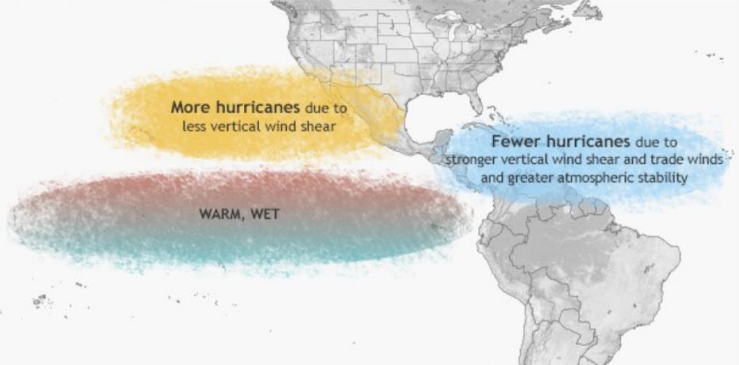 More hurricanes due to
less vertical wind shear
Fewer hurricanes due to
stronger vertical wind shear and trade winds
and greater atmospheric stability
WARM, WET